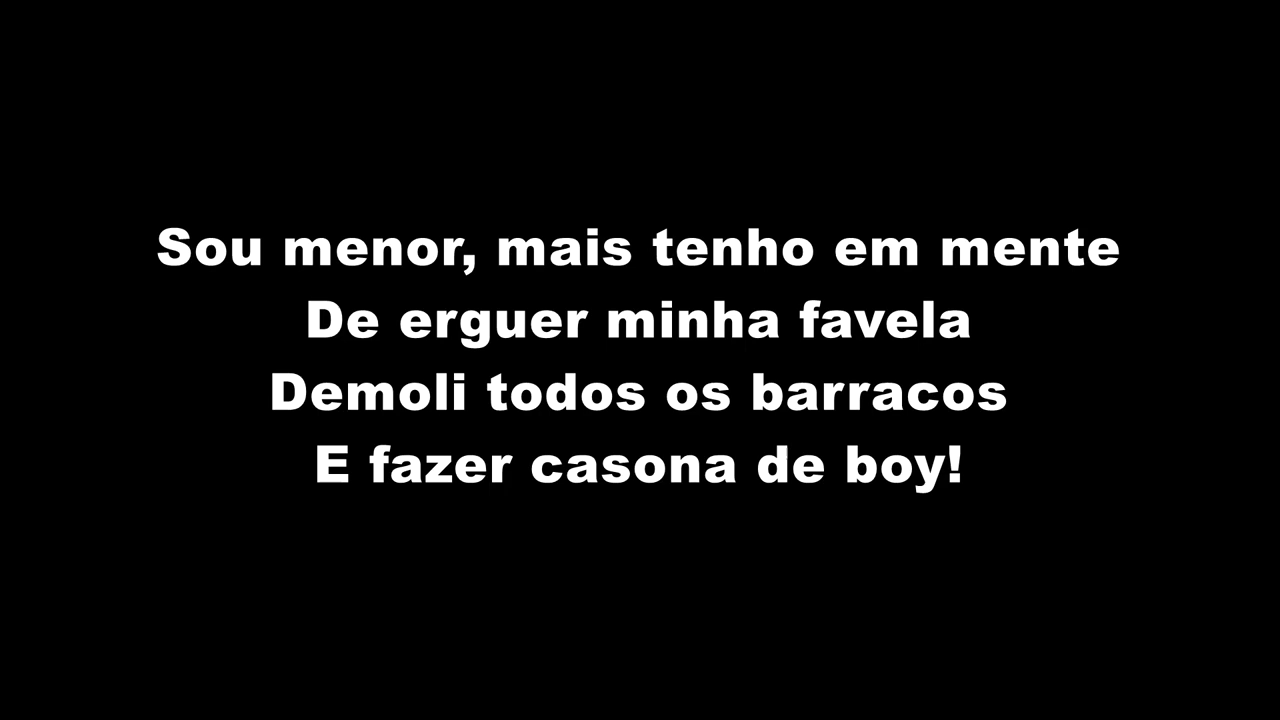 Sou menor, mais tenho em mente
De erguer minha favela
Demoli todos os barracos
E fazer casona de boy!